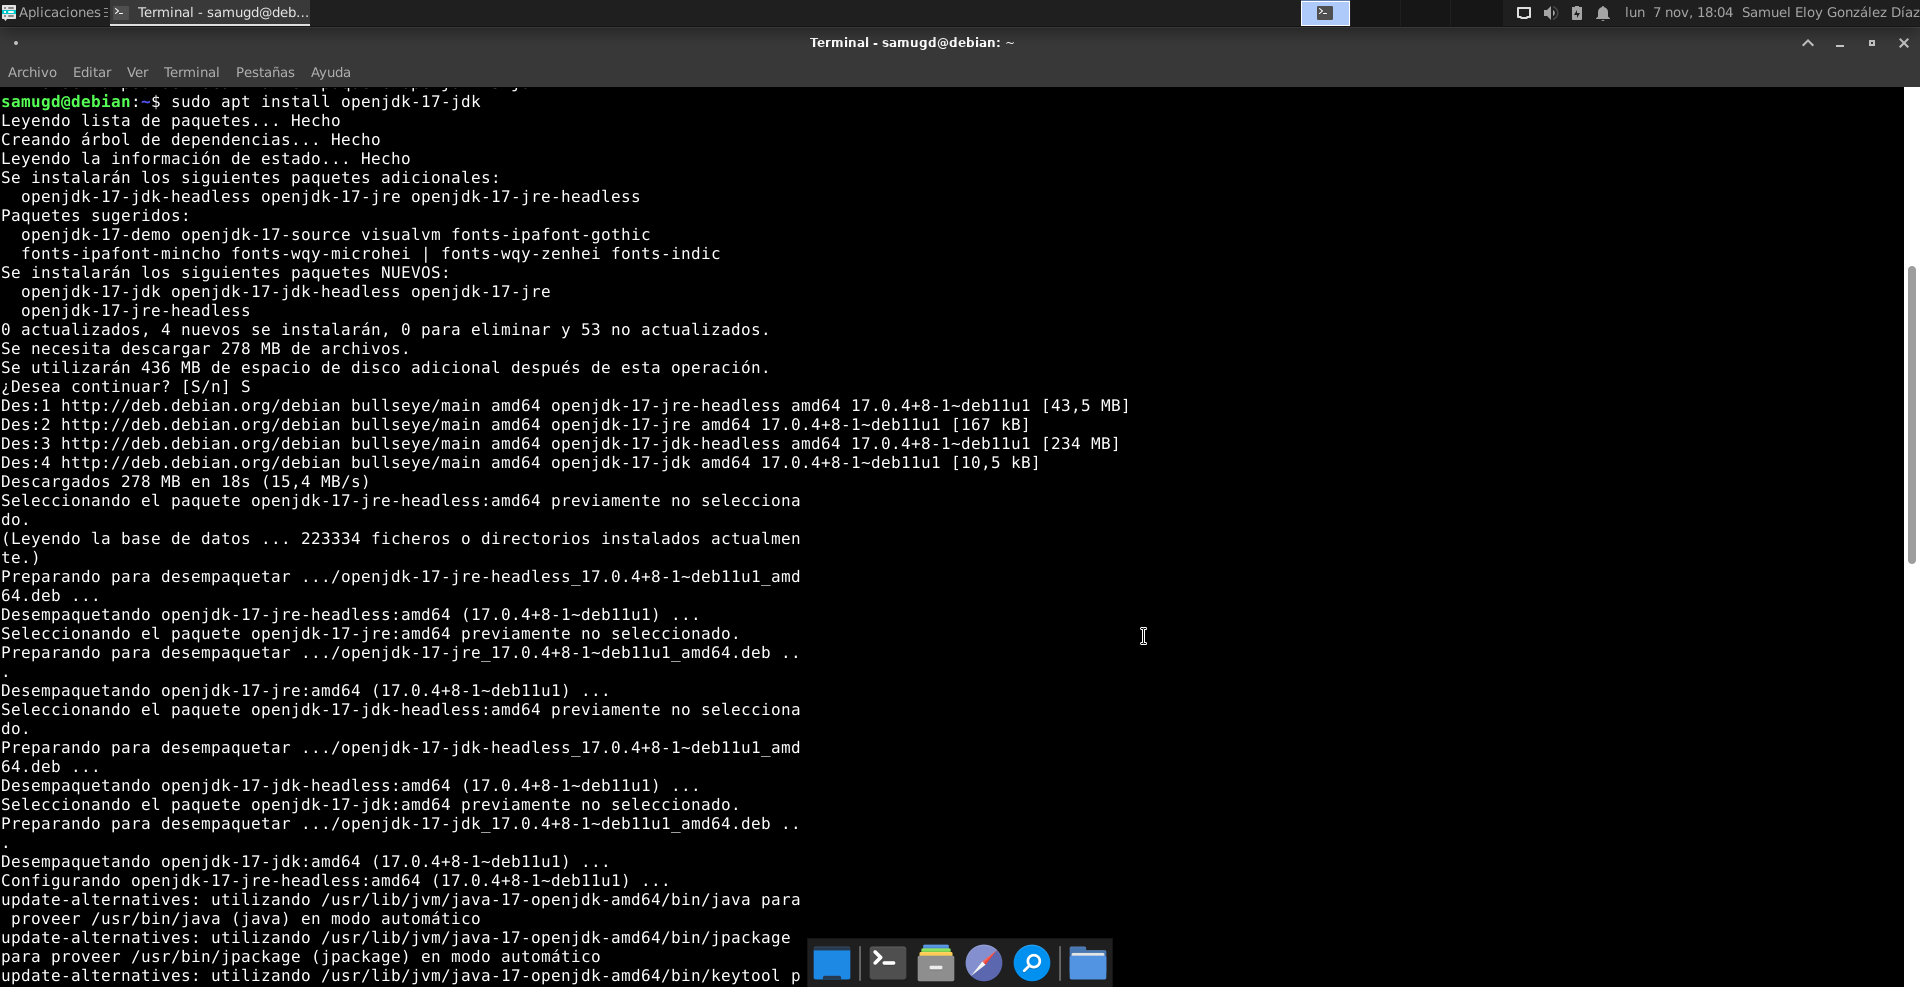 Aplicaciones
Terminal - samugd@deb...
lun 7 nov, 18:04 Samuel Eloy González Díaz
Terminal - samugd@debian: ~
Archivo Editar Ver Terminal Pestañas Ayuda
samugd@debian:~$ sudo apt install openjdk-17-jdk
Leyendo lista de paquetes... Hecho
Creando árbol de dependencias... Hecho
Leyendo la información de estado... Hecho
Se instalarán los siguientes paquetes adicionales:
  openjdk-17-jdk-headless openjdk-17-jre openjdk-17-jre-headless
Paquetes sugeridos:
  openjdk-17-demo openjdk-17-source visualvm fonts-ipafont-gothic
  fonts-ipafont-mincho fonts-wqy-microhei | fonts-wqy-zenhei fonts-indic
Se instalarán los siguientes paquetes NUEVOS:
  openjdk-17-jdk openjdk-17-jdk-headless openjdk-17-jre
  openjdk-17-jre-headless
0 actualizados, 4 nuevos se instalarán, 0 para eliminar y 53 no actualizados.
Se necesita descargar 278 MB de archivos.
Se utilizarán 436 MB de espacio de disco adicional después de esta operación.
¿Desea continuar? [S/n] S
Des:1 http://deb.debian.org/debian bullseye/main amd64 openjdk-17-jre-headless amd64 17.0.4+8-1~deb11u1 [43,5 MB]
Des:2 http://deb.debian.org/debian bullseye/main amd64 openjdk-17-jre amd64 17.0.4+8-1~deb11u1 [167 kB]
Des:3 http://deb.debian.org/debian bullseye/main amd64 openjdk-17-jdk-headless amd64 17.0.4+8-1~deb11u1 [234 MB]
Des:4 http://deb.debian.org/debian bullseye/main amd64 openjdk-17-jdk amd64 17.0.4+8-1~deb11u1 [10,5 kB]
Descargados 278 MB en 18s (15,4 MB/s)
Seleccionando el paquete openjdk-17-jre-headless:amd64 previamente no selecciona
do.
(Leyendo la base de datos ... 223334 ficheros o directorios instalados actualmen
te.)
Preparando para desempaquetar .../openjdk-17-jre-headless_17.0.4+8-1~deb11u1_amd
64.deb ...
Desempaquetando openjdk-17-jre-headless:amd64 (17.0.4+8-1~deb11u1) ...
Seleccionando el paquete openjdk-17-jre:amd64 previamente no seleccionado.
Preparando para desempaquetar .../openjdk-17-jre_17.0.4+8-1~deb11u1_amd64.deb ..
.
Desempaquetando openjdk-17-jre:amd64 (17.0.4+8-1~deb11u1) ...
Seleccionando el paquete openjdk-17-jdk-headless:amd64 previamente no selecciona
do.
Preparando para desempaquetar .../openjdk-17-jdk-headless_17.0.4+8-1~deb11u1_amd
64.deb ...
Desempaquetando openjdk-17-jdk-headless:amd64 (17.0.4+8-1~deb11u1) ...
Seleccionando el paquete openjdk-17-jdk:amd64 previamente no seleccionado.
Preparando para desempaquetar .../openjdk-17-jdk_17.0.4+8-1~deb11u1_amd64.deb ..
.
Desempaquetando openjdk-17-jdk:amd64 (17.0.4+8-1~deb11u1) ...
Configurando openjdk-17-jre-headless:amd64 (17.0.4+8-1~deb11u1) ...
update-alternatives: utilizando /usr/lib/jvm/java-17-openjdk-amd64/bin/java para
 proveer /usr/bin/java (java) en modo automático
update-alternatives: utilizando /usr/lib/jvm/java-17-openjdk-amd64/bin/jpackage
para proveer /usr/bin/jpackage (jpackage) en modo automático
update-alternatives: utilizando /usr/lib/jvm/java-17-openjdk-amd64/bin/keytool p